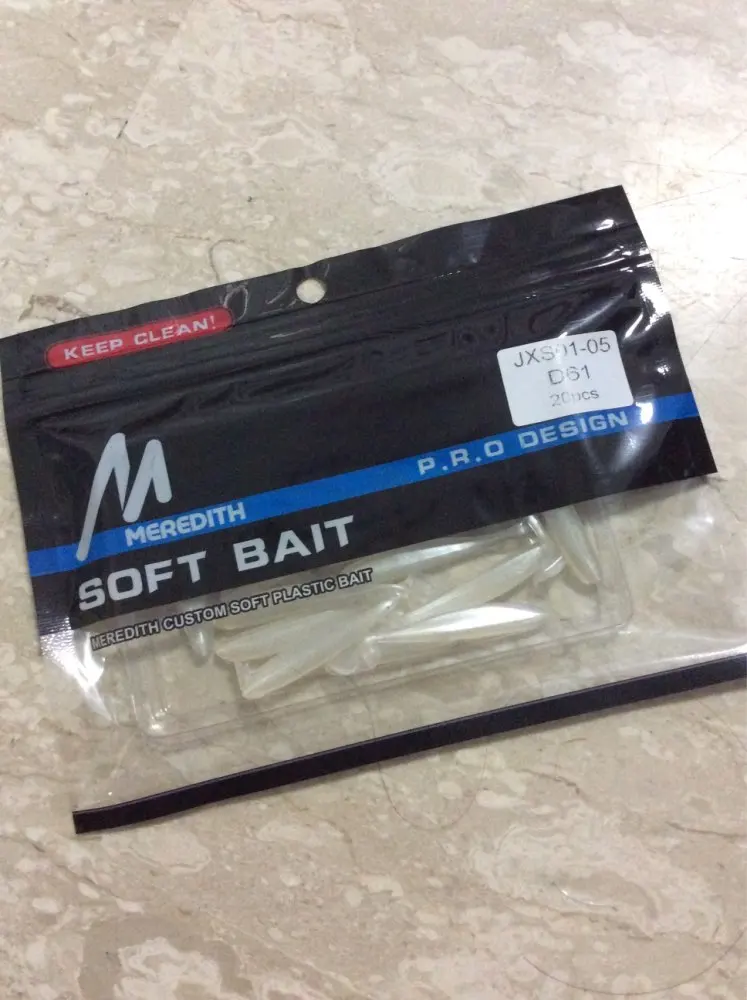 KEEP CLEAN!
JXS01-05
D61
20pcs
P.R.O DESIGN
M
MEREDITH
SOFT BAIT
MEREDITH CUSTOM SOFT PLASTIC BAIT